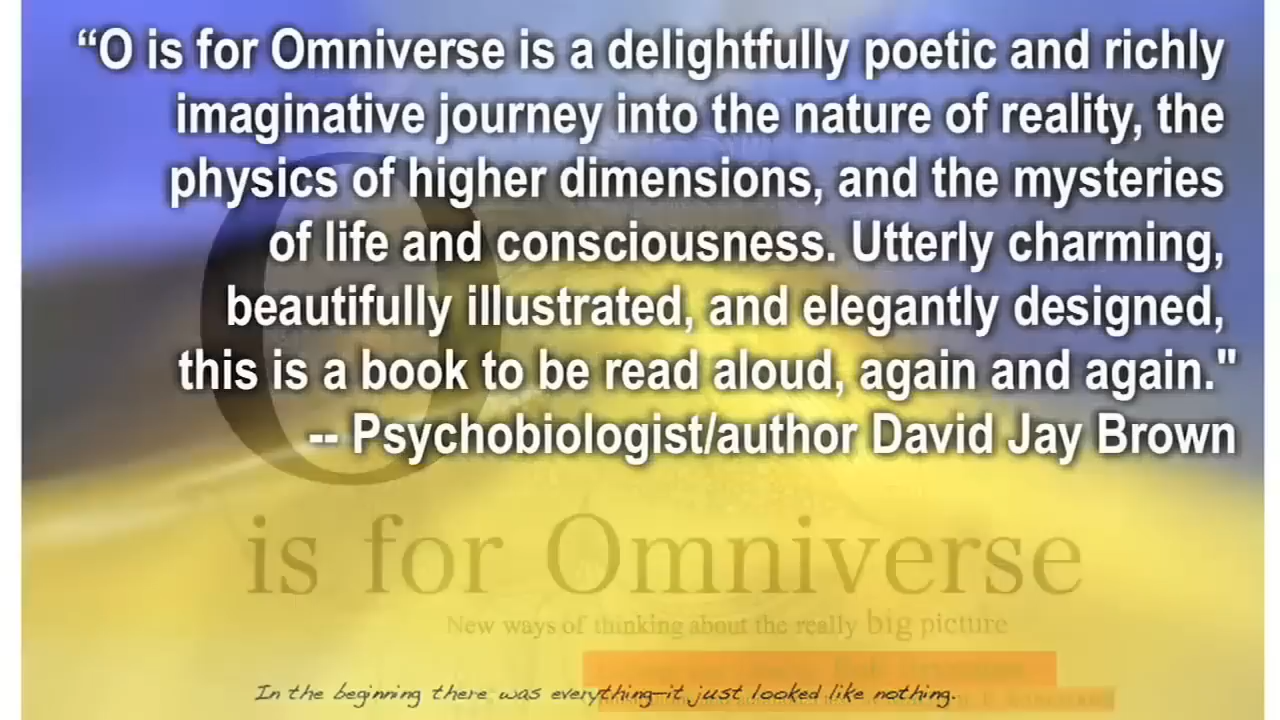 “O is for Omniverse is a delightfully poetic and richly
imaginative journey into the nature of reality, the
physics of higher dimensions, and the mysteries
of life and consciousness. Utterly charming,
beautifully illustrated, and elegantly designed,
this is a book to be read aloud, again and again."
-- Psychobiologist/author David Jay Brown
O
is for Omniverse
New ways of thinking about the really big picture
In the beginning there was everything—it just looked like nothing.